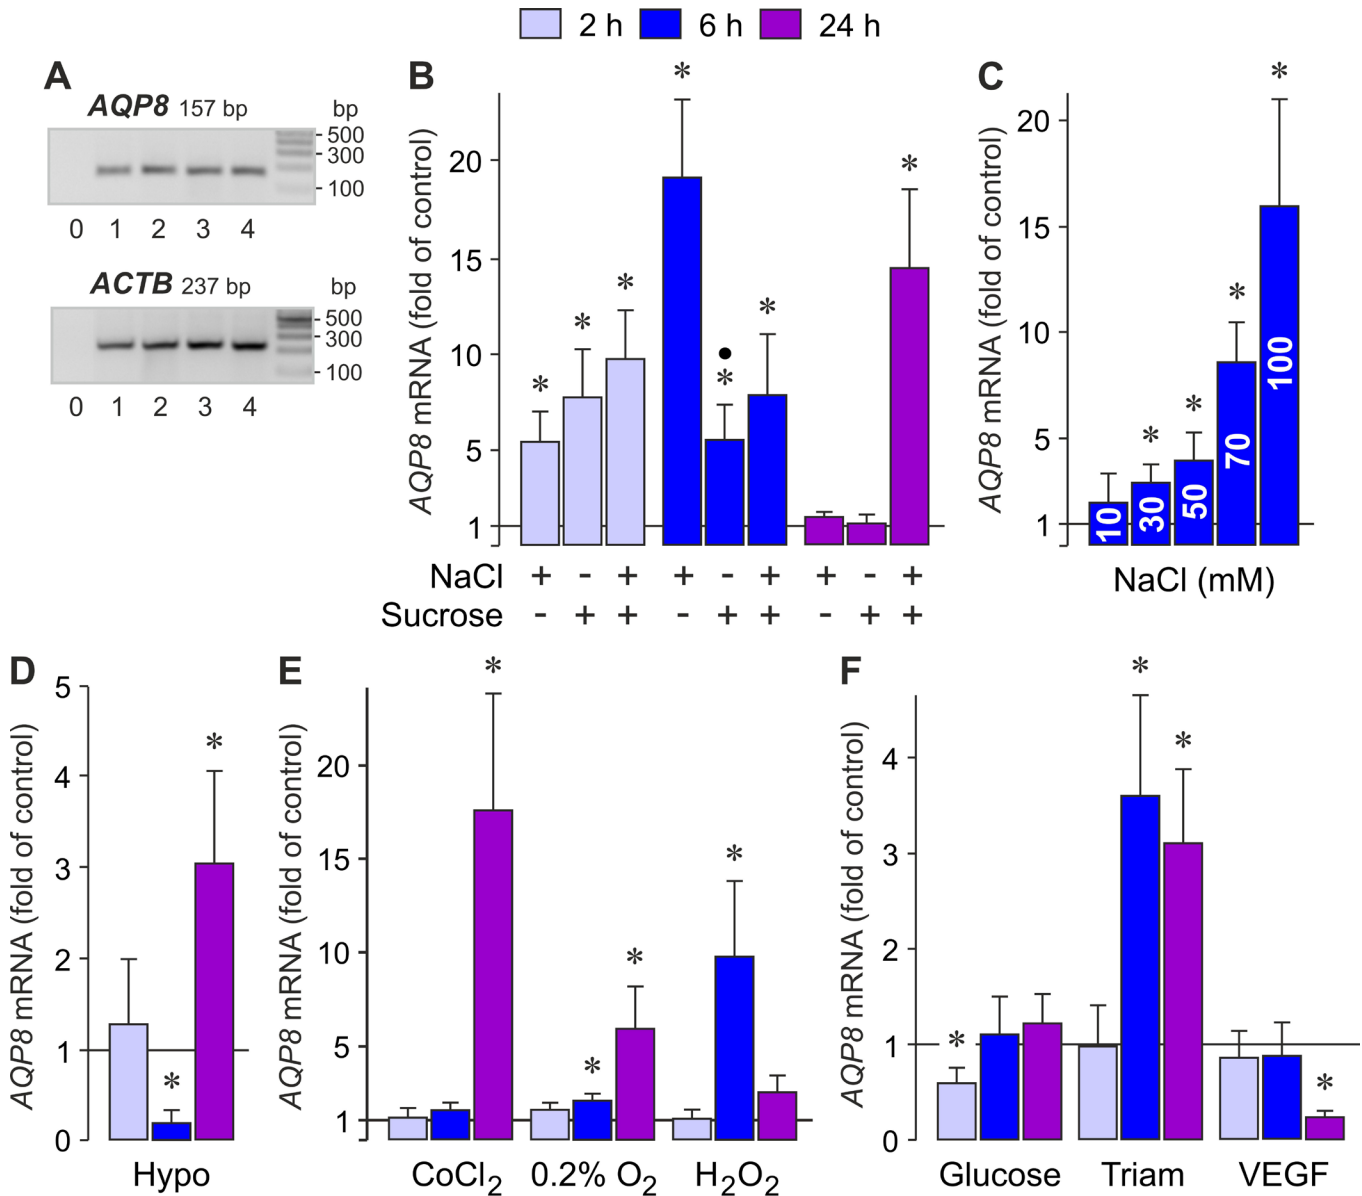 2 h 6 h 24 h
A
AQP8 157 bp
bp
500
300
100
0 1 2 3 4
ACTB 237 bp
bp
500
300
100
0 1 2 3 4
B
AQP8 mRNA (fold of control)
20
15
10
5
1
* * * * * * *
•
NaCl + - + + - + + - +
Sucrose - + + - + + - + +
C
AQP8 mRNA (fold of control)
20
15
10
5
1
* * * *
10 30 50 70 100
NaCl (mM)
D
AQP8 mRNA (fold of control)
5
4
3
2
1
0
* *
Hypo
E
AQP8 mRNA (fold of control)
20
15
10
5
1
* * * *
CoCl₂ 0.2% O₂ H₂O₂
F
AQP8 mRNA (fold of control)
4
3
2
1
0
* * * *
Glucose Triam VEGF